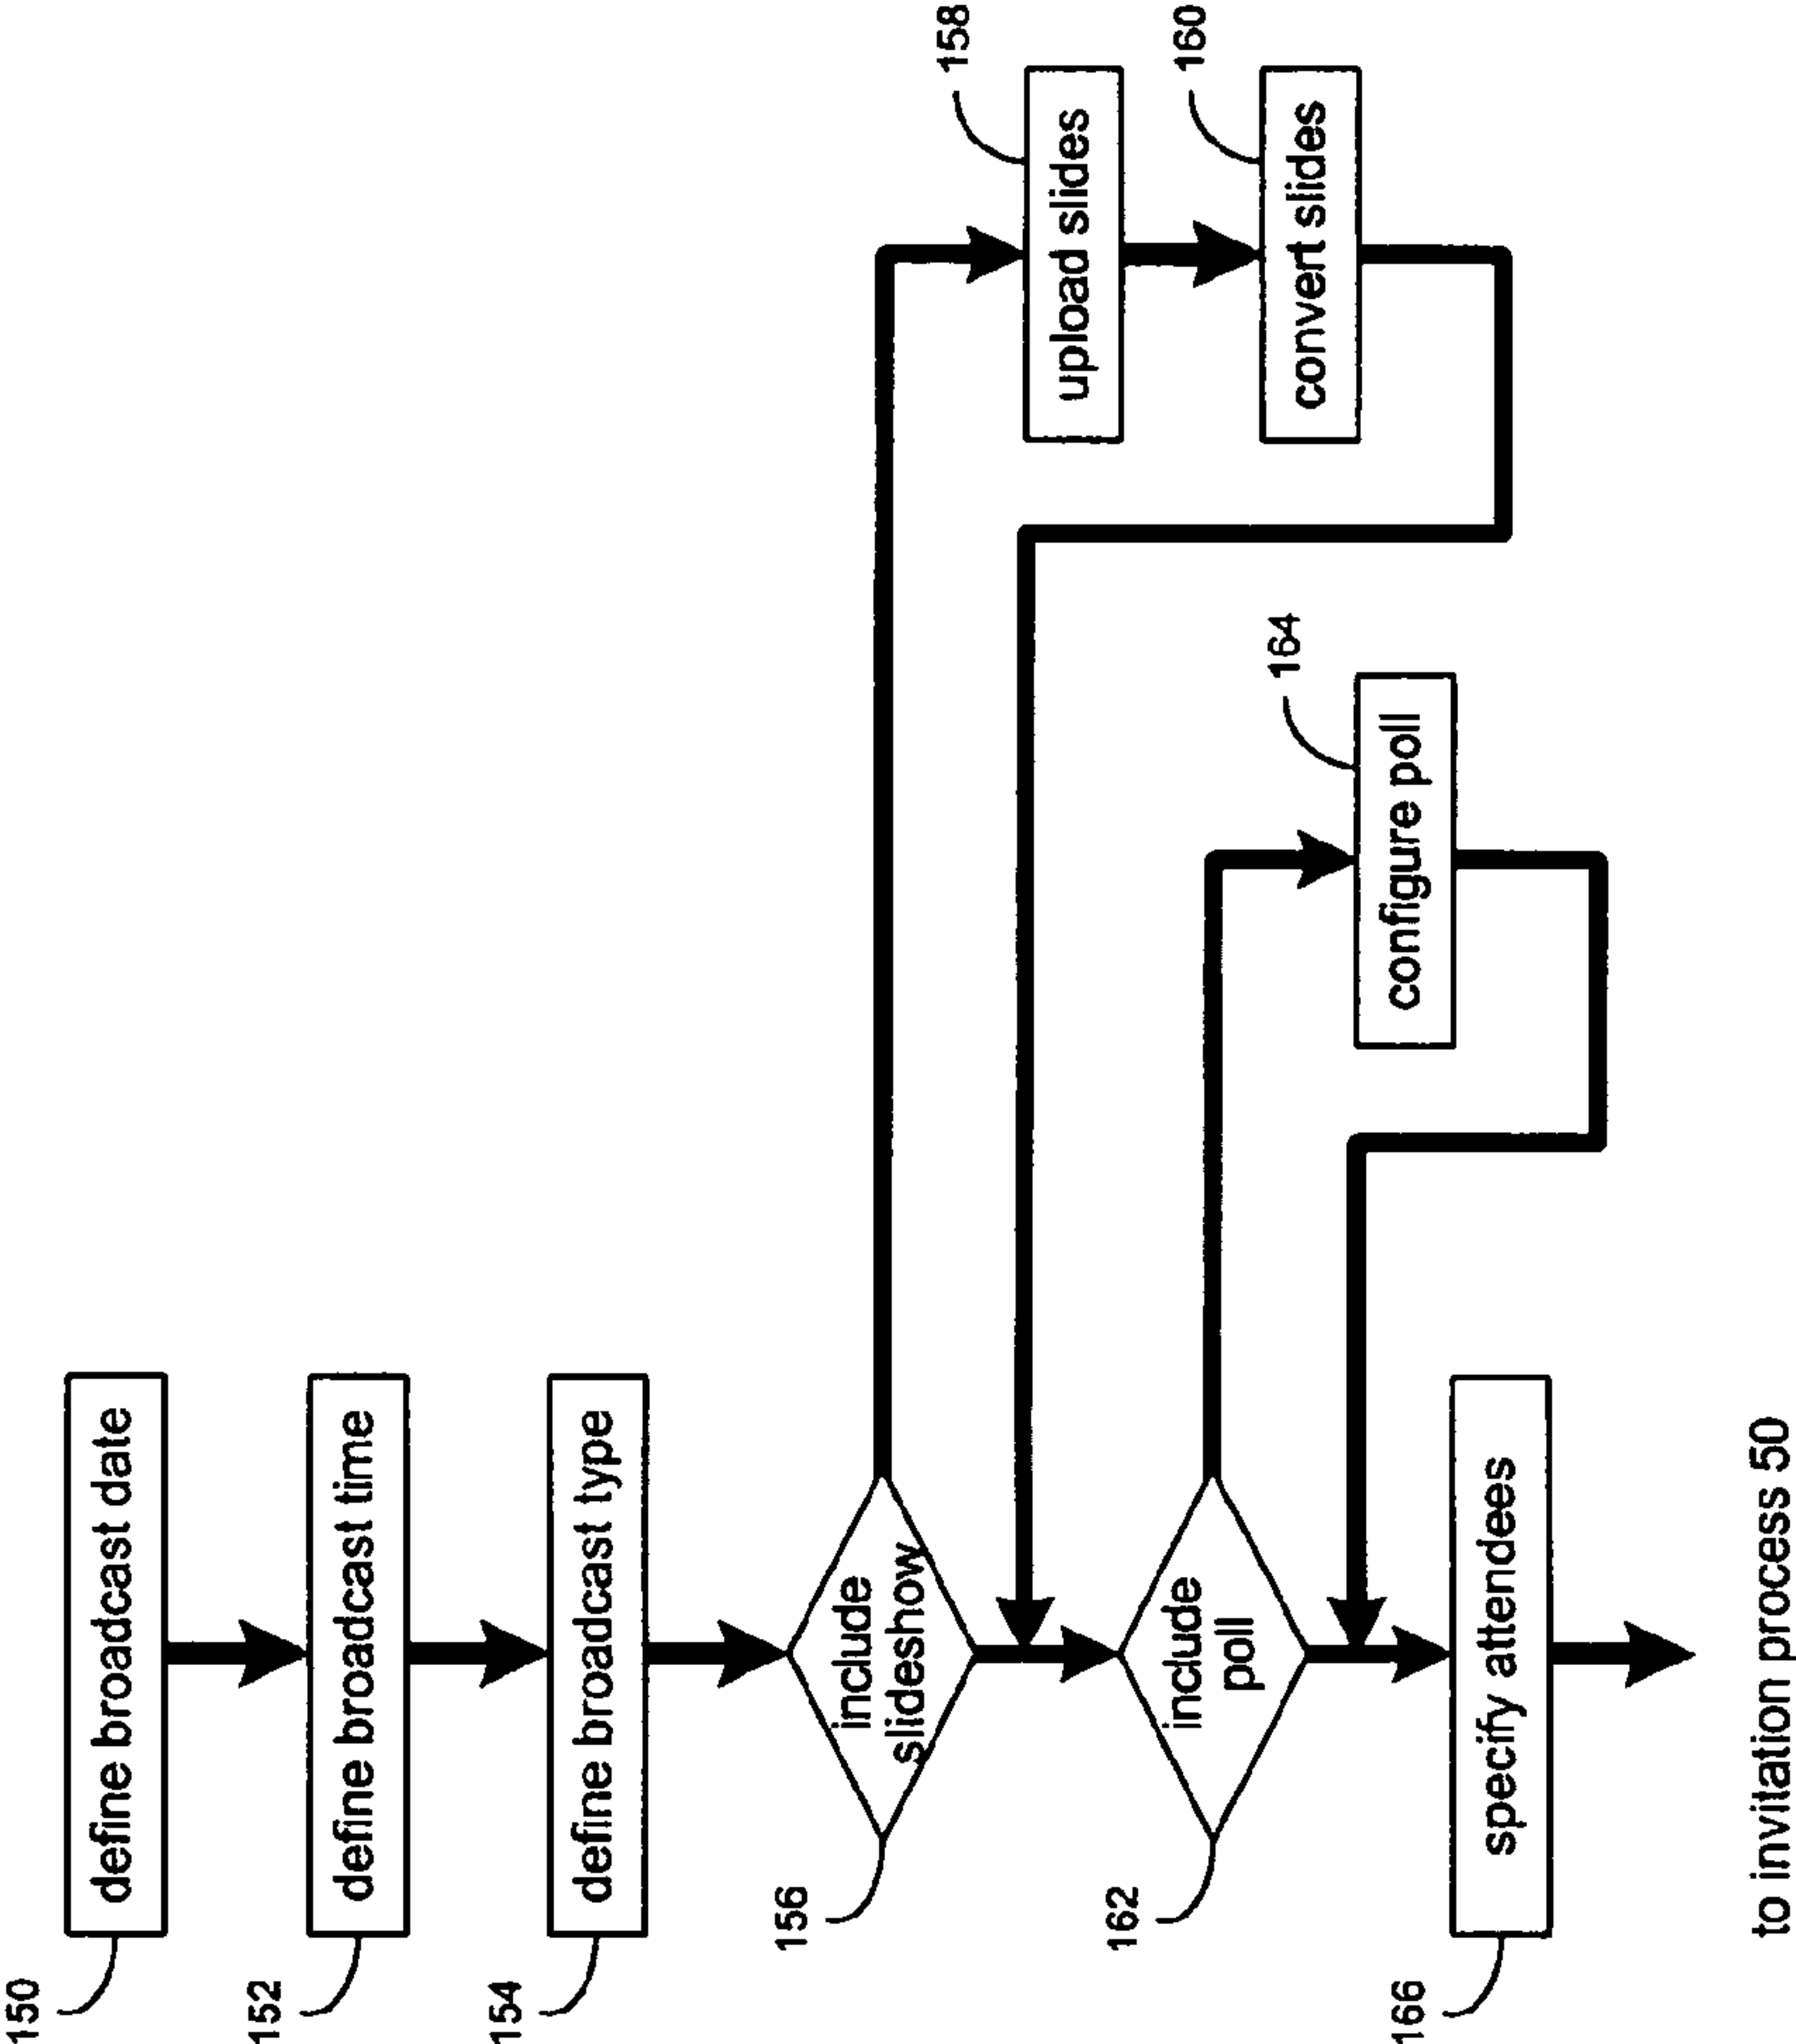 150
define broadcast date
152
define broadcast time
154
define broadcast type
156
include
slideshow
158
upload slides
160
convert slides
162
include
poll
164
configure poll
166
specify attendes
to invitation process 50